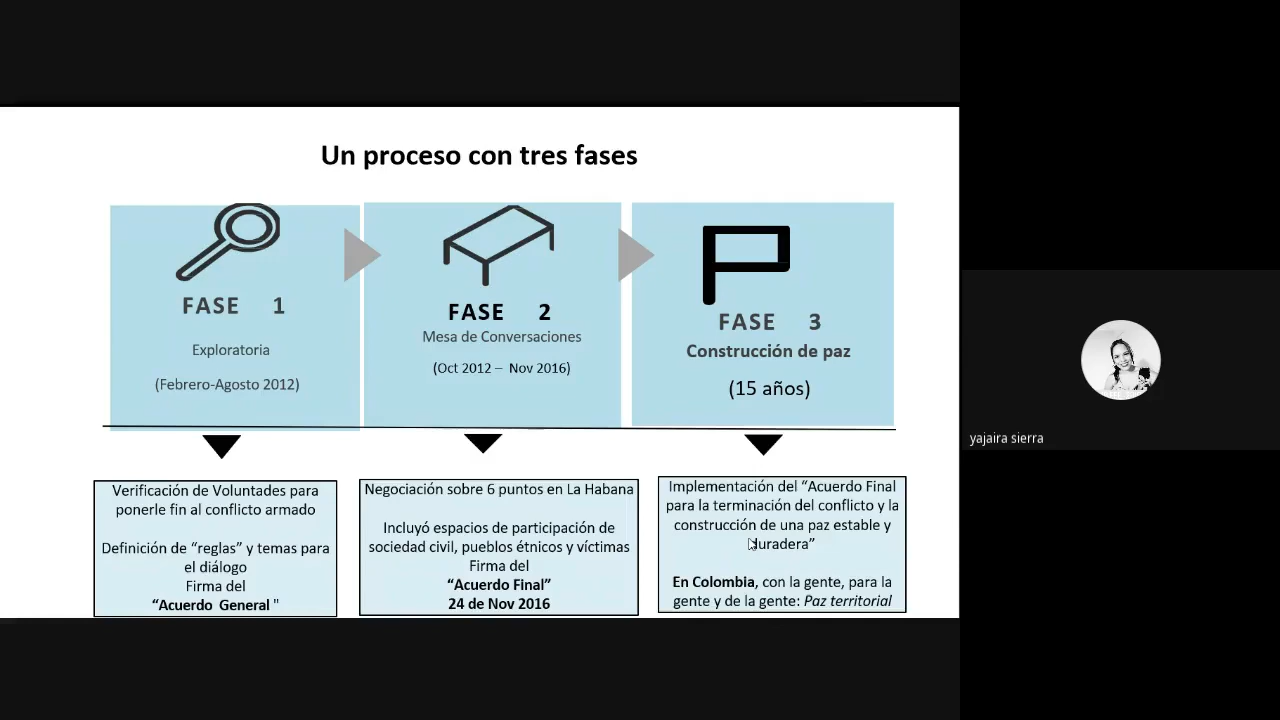 Un proceso con tres fases
FASE 1
Exploratoria
(Febrero-Agosto 2012)
FASE 2
Mesa de Conversaciones
(Oct 2012 – Nov 2016)
FASE 3
Construcción de paz
(15 años)
Verificación de Voluntades para
ponerle fin al conflicto armado
Definición de “reglas” y temas para
el diálogo
Firma del
“Acuerdo General "
Negociación sobre 6 puntos en La Habana
Incluyó espacios de participación de
sociedad civil, pueblos étnicos y víctimas
Firma del
“Acuerdo Final”
24 de Nov 2016
Implementación del “Acuerdo Final
para la terminación del conflicto y la
construcción de una paz estable y
duradera”
En Colombia, con la gente, para la
gente y de la gente: Paz territorial
yajaira sierra